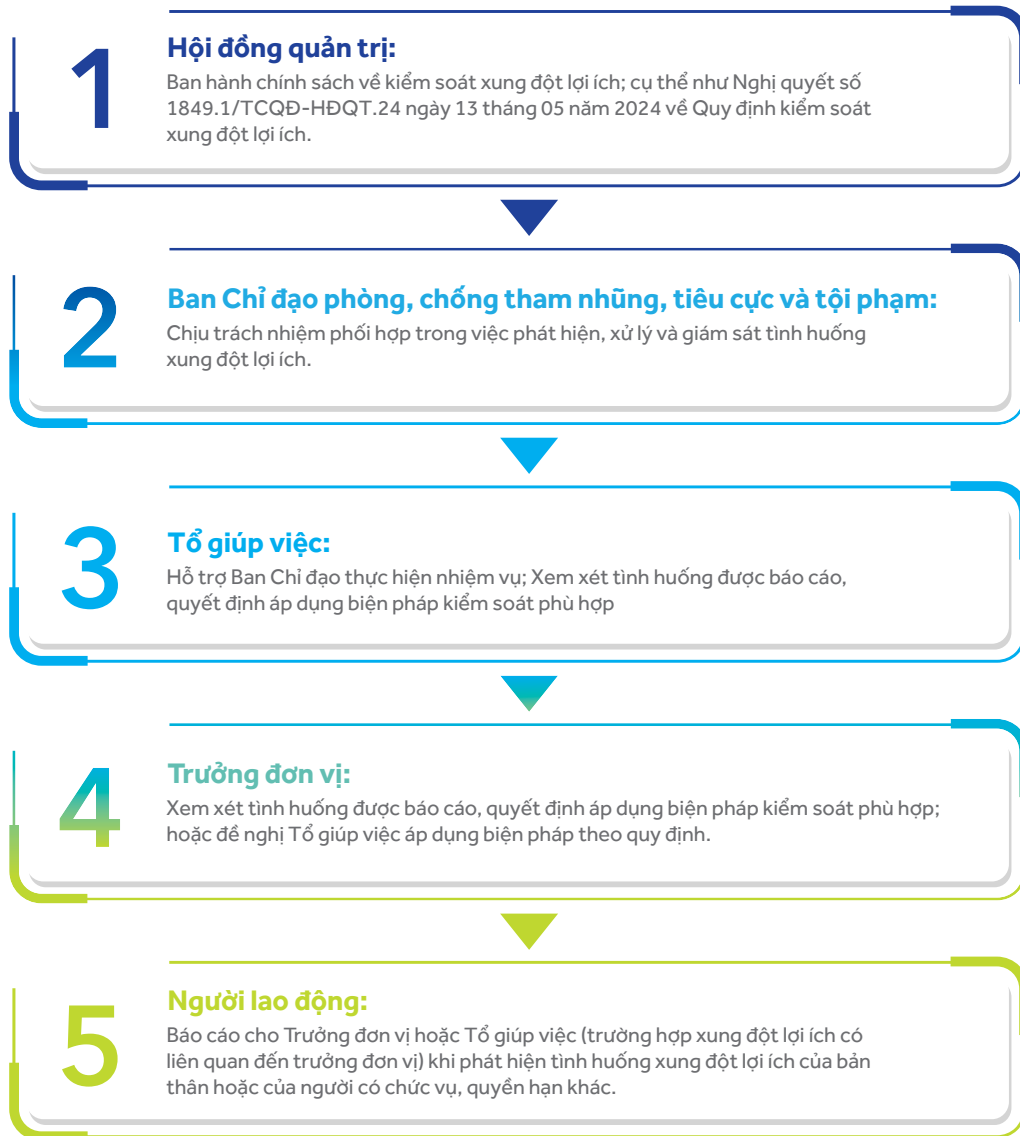 1
Hội đồng quản trị:
Ban hành chính sách về kiểm soát xung đột lợi ích; cụ thể như Nghị quyết số
1849.1/TCQĐ-HĐQT.24 ngày 13 tháng 05 năm 2024 về Quy định kiểm soát
xung đột lợi ích.
2
Ban Chỉ đạo phòng, chống tham nhũng, tiêu cực và tội phạm:
Chịu trách nhiệm phối hợp trong việc phát hiện, xử lý và giám sát tình huống
xung đột lợi ích.
3
Tổ giúp việc:
Hỗ trợ Ban Chỉ đạo thực hiện nhiệm vụ; Xem xét tình huống được báo cáo,
quyết định áp dụng biện pháp kiểm soát phù hợp
4
Trưởng đơn vị:
Xem xét tình huống được báo cáo, quyết định áp dụng biện pháp kiểm soát phù hợp;
hoặc đề nghị Tổ giúp việc áp dụng biện pháp theo quy định.
5
Người lao động:
Báo cáo cho Trưởng đơn vị hoặc Tổ giúp việc (trường hợp xung đột lợi ích có
liên quan đến trưởng đơn vị) khi phát hiện tình huống xung đột lợi ích của bản
thân hoặc của người có chức vụ, quyền hạn khác.